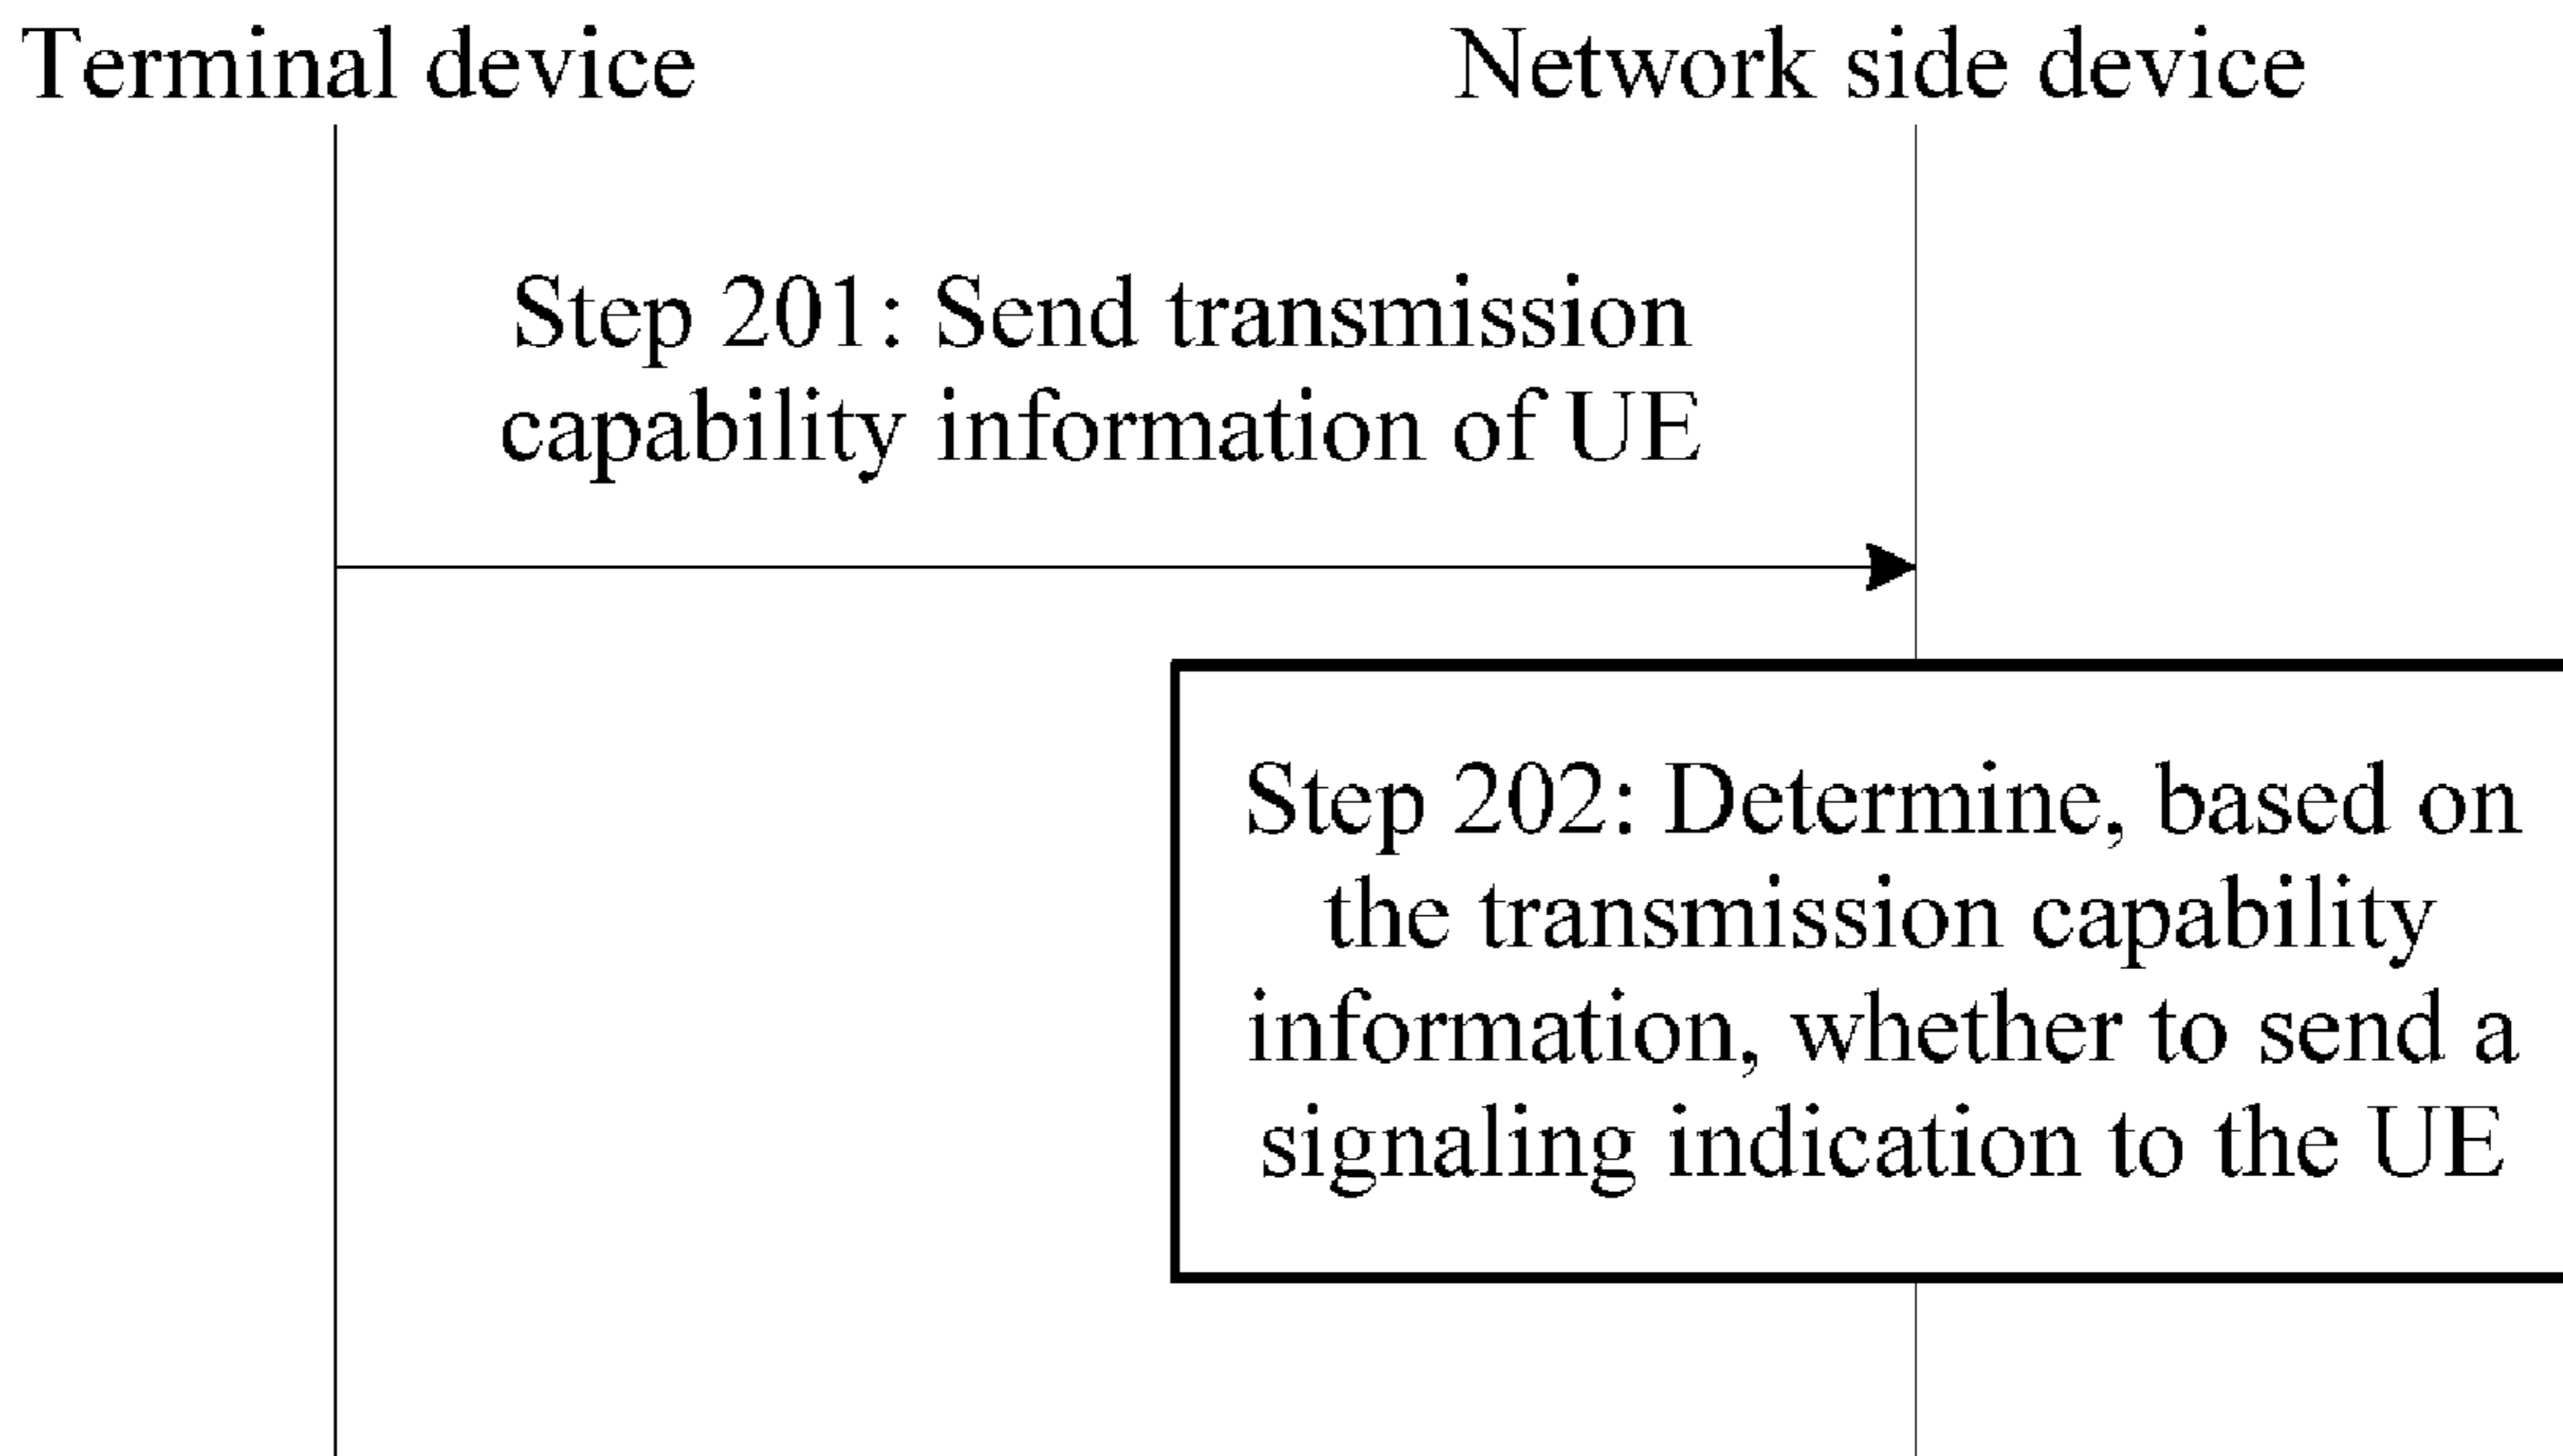 Terminal device
Network side device
Step 201: Send transmission
capability information of UE
Step 202: Determine, based on
the transmission capability
information, whether to send a
signaling indication to the UE